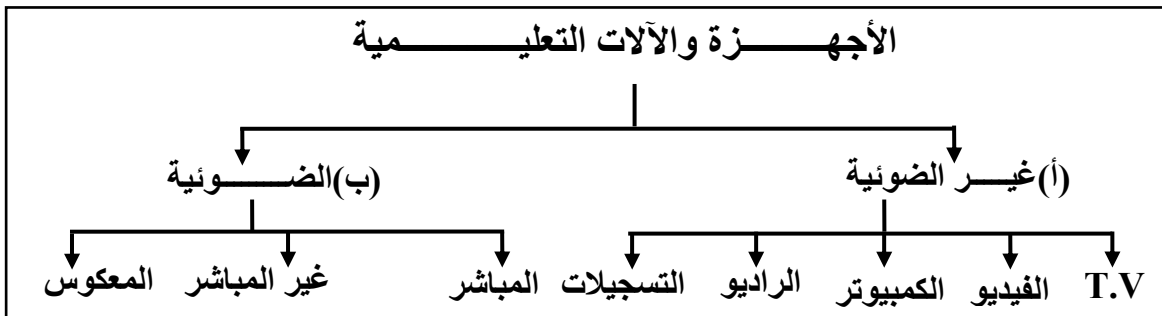 الأجهـــــزة والآلات التعليـــــــمية
(أ)غيـــر الضوئية (ب)الضـــــوئية
T.V الفيديو الكمبيوتر الراديو التسجيلات المباشر غير المباشر المعكوس